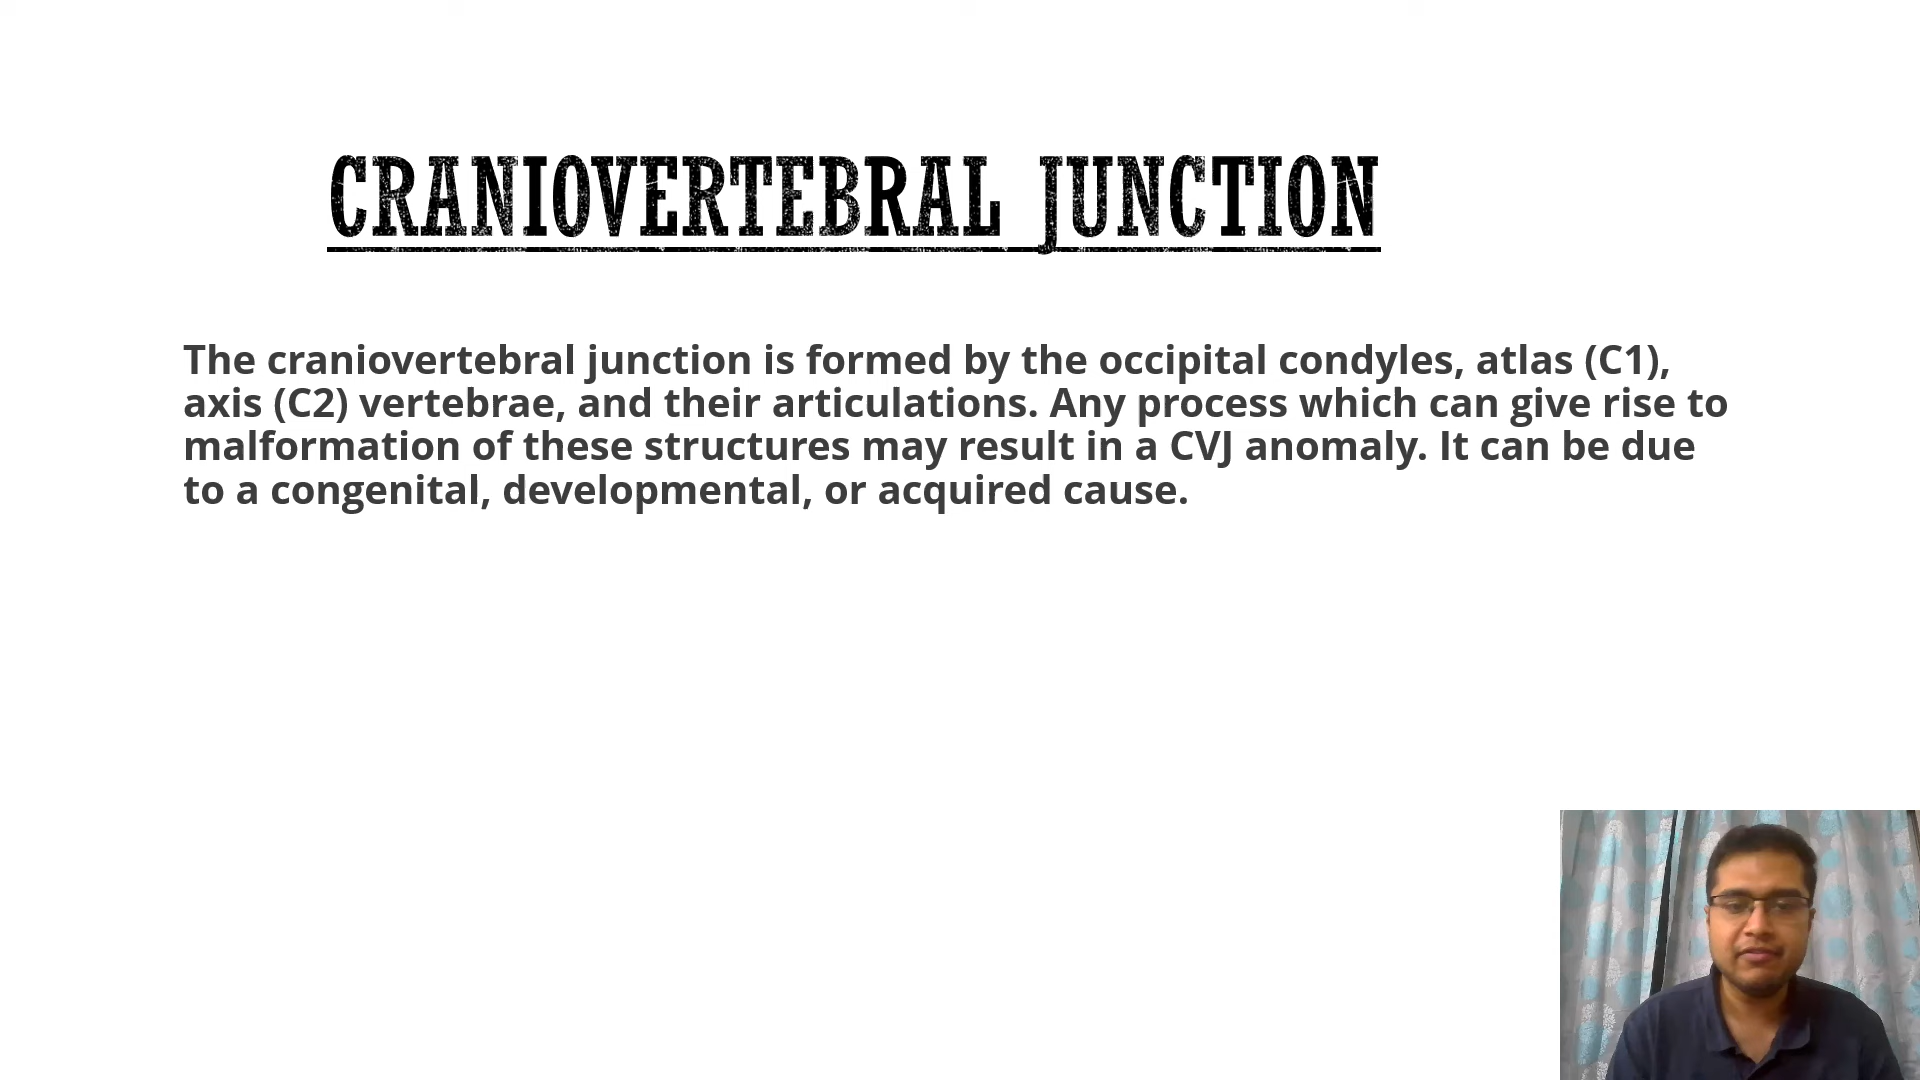 CRANIOVERTEBRAL JUNCTION
The craniovertebral junction is formed by the occipital condyles, atlas (C1),
axis (C2) vertebrae, and their articulations. Any process which can give rise to
malformation of these structures may result in a CVJ anomaly. It can be due
to a congenital, developmental, or acquired cause.